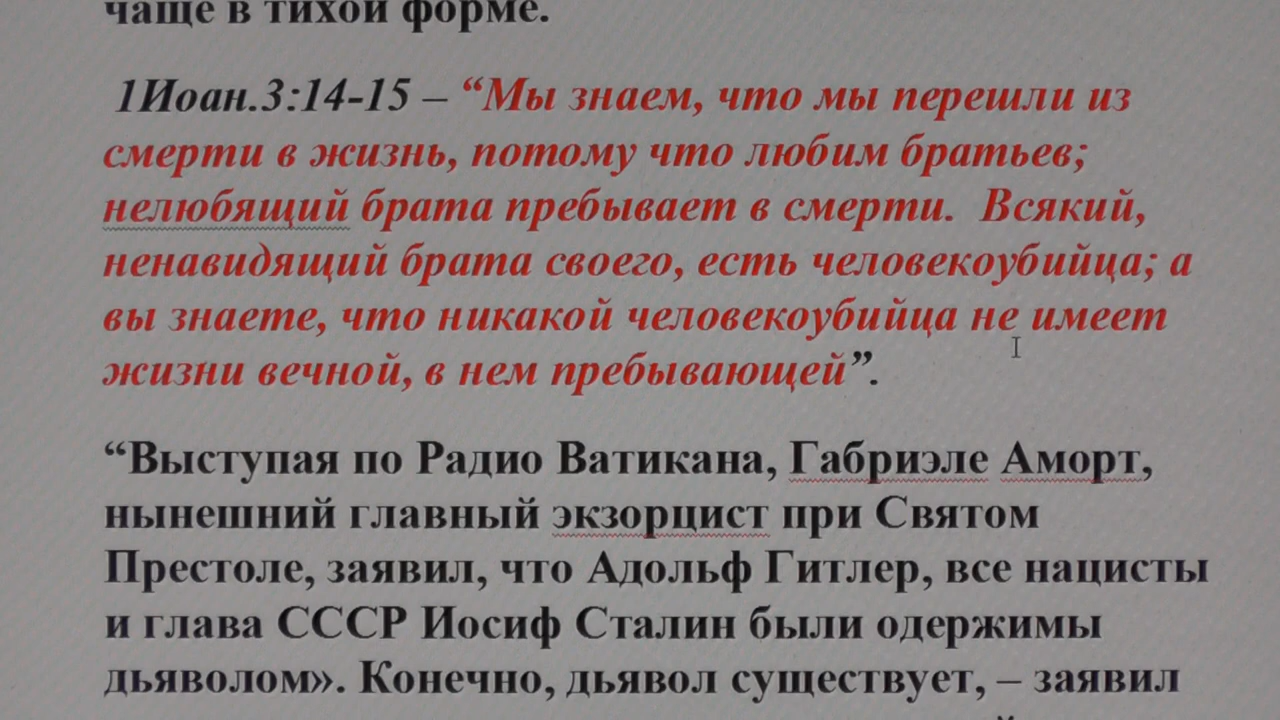 чаще в тихой форме.
1Иоан.3:14-15 – “Мы знаем, что мы перешли из
смерти в жизнь, потому что любим братьев;
нелюбящий брата пребывает в смерти.  Всякий,
ненавидящий брата своего, есть человекоубийца; а
вы знаете, что никакой человекоубийца не имеет
жизни вечной, в нем пребывающей”.
“Выступая по Радио Ватикана, Габриэле Аморт,
нынешний главный экзорцист при Святом
Престоле, заявил, что Адольф Гитлер, все нацисты
и глава СССР Иосиф Сталин были одержимы
дьяволом». Конечно, дьявол существует, – заявил